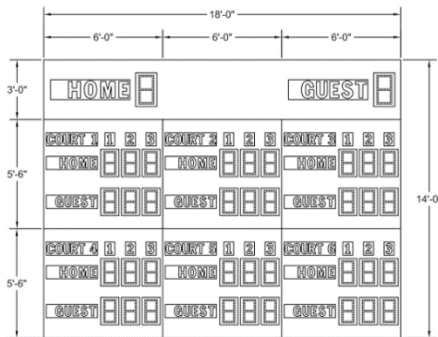 18'-0"
6'-0" 6'-0" 6'-0"
3'-0" HOME GUEST
14'-0"
5'-6"
COURT 1 1 2 3 COURT 2 1 2 3 COURT 3 1 2 3
HOME HOME HOME
GUEST GUEST GUEST
5'-6"
COURT 4 1 2 3 COURT 5 1 2 3 COURT 6 1 2 3
HOME HOME HOME
GUEST GUEST GUEST